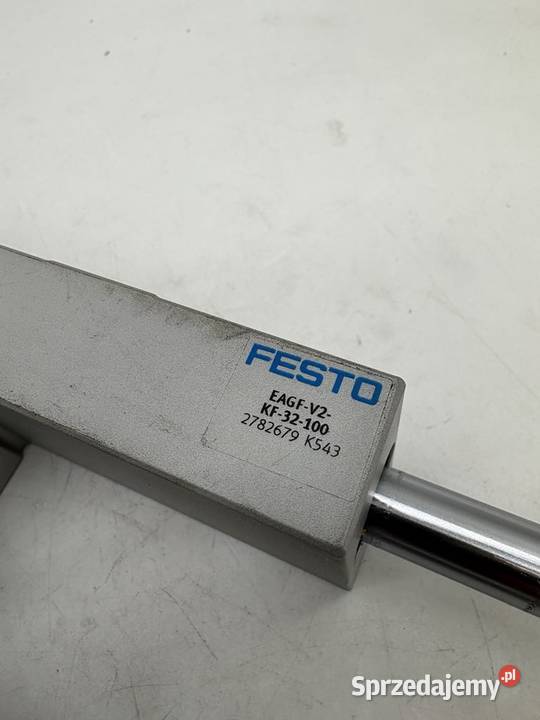 FESTO
EAGF-V2-
KF-32-100
2782679 K543
Sprzedajemy.pl